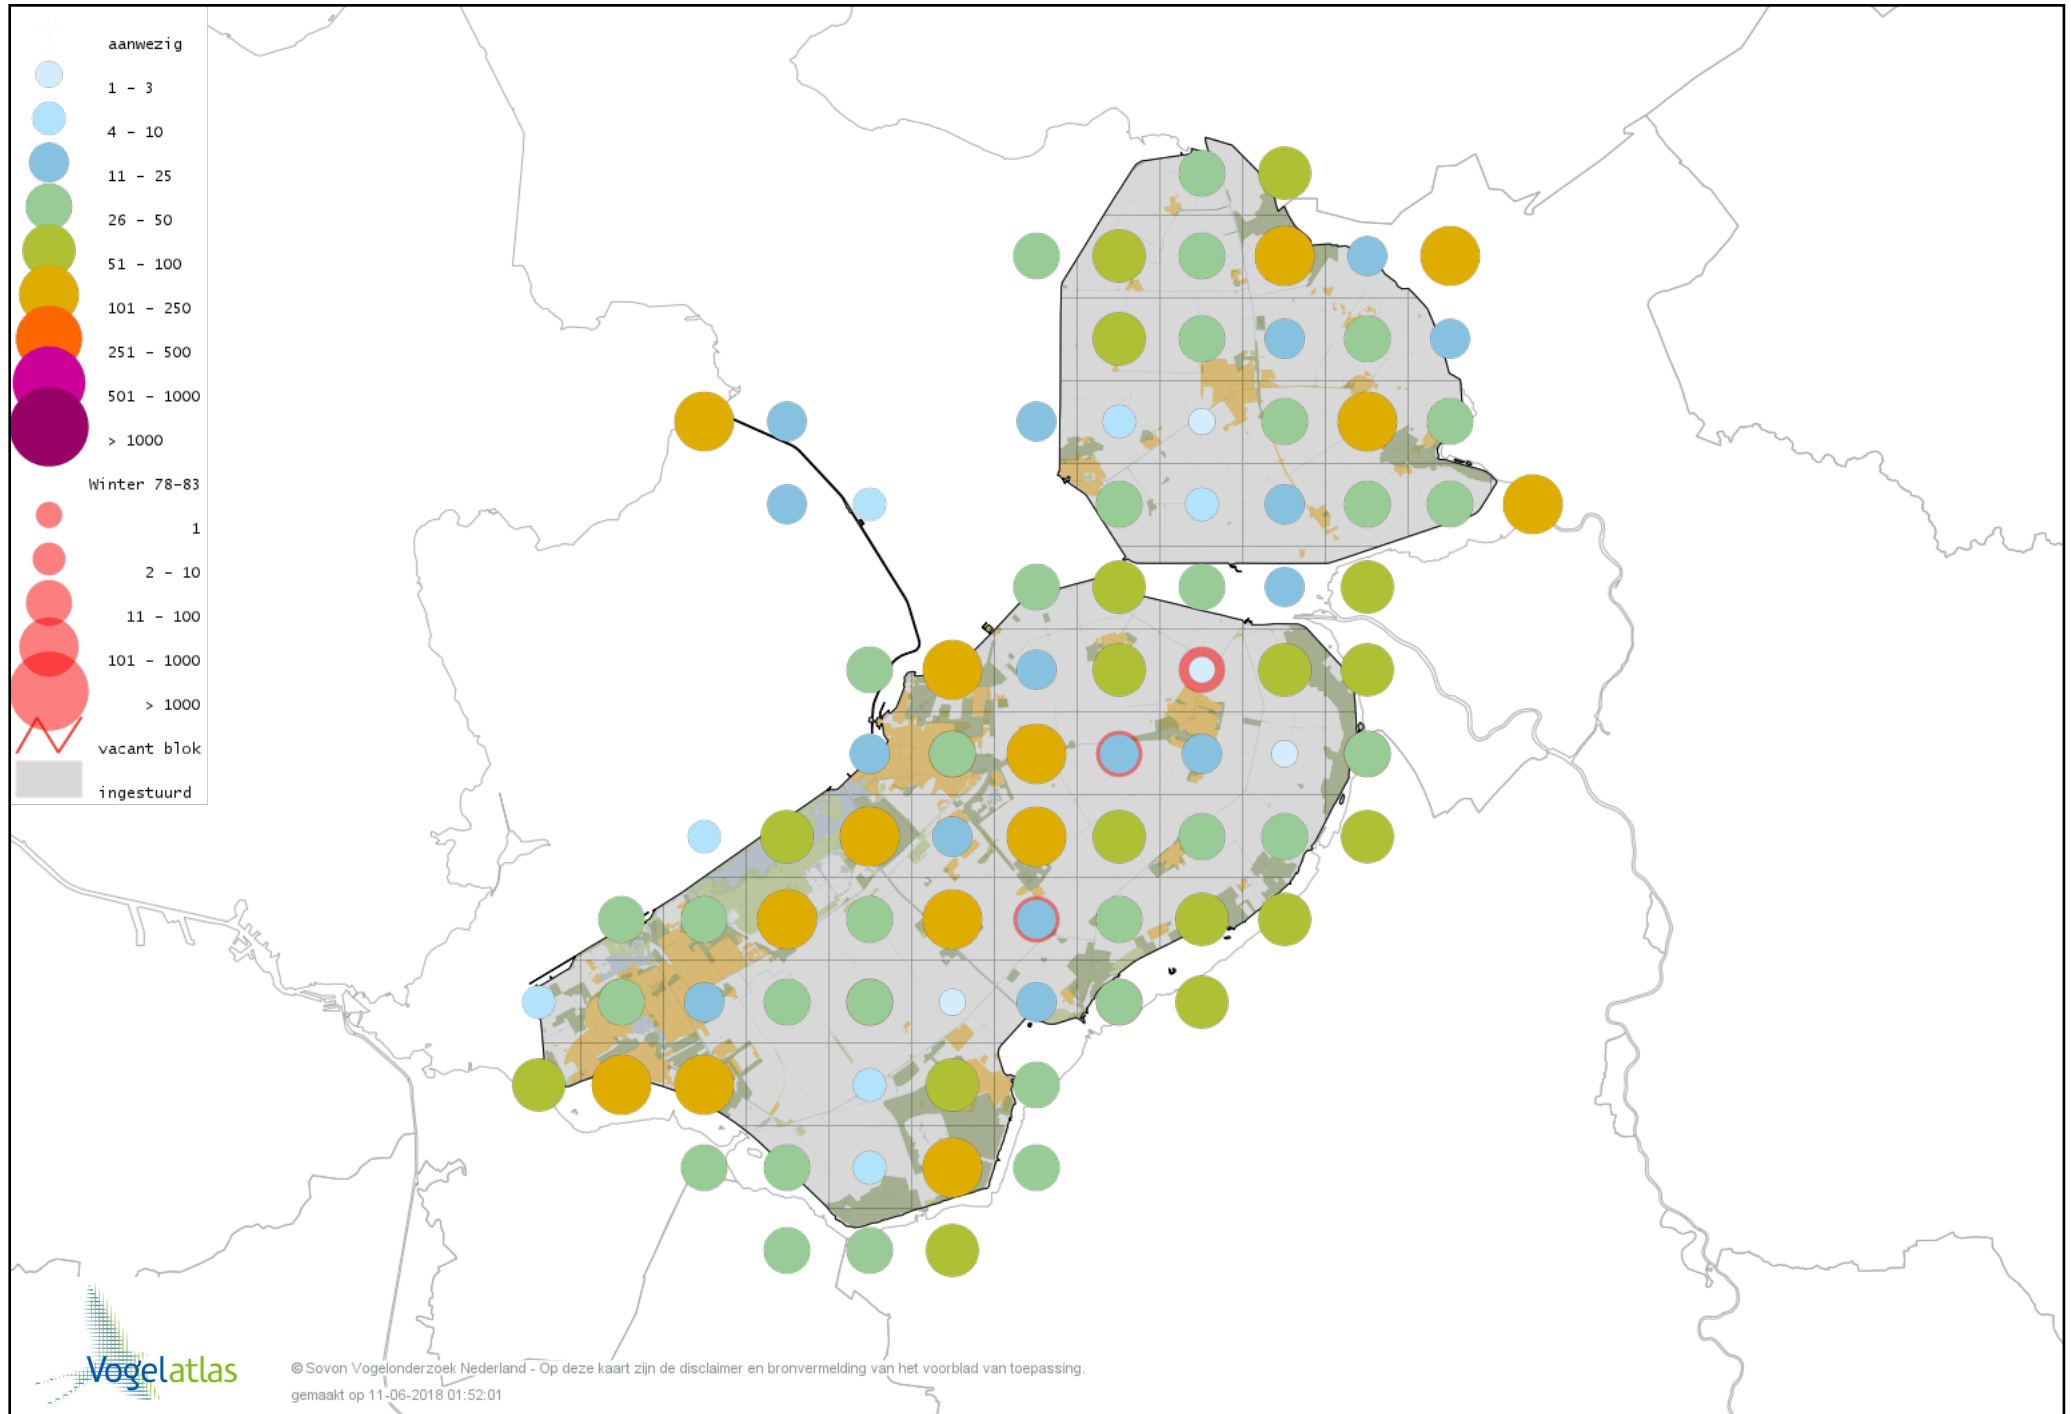 aanwezig
1 - 3
4 - 10
11 - 25
26 - 50
51 - 100
101 - 250
251 - 500
501 - 1000
> 1000
Winter 78-83
1
2 - 10
11 - 100
101 - 1000
> 1000
vacant blok
ingestuurd
Vogelatlas
© Sovon Vogelonderzoek Nederland - Op deze kaart zijn de disclaimer en bronvermelding van het voorblad van toepassing.
gemaakt op 11-06-2018 01:52:01